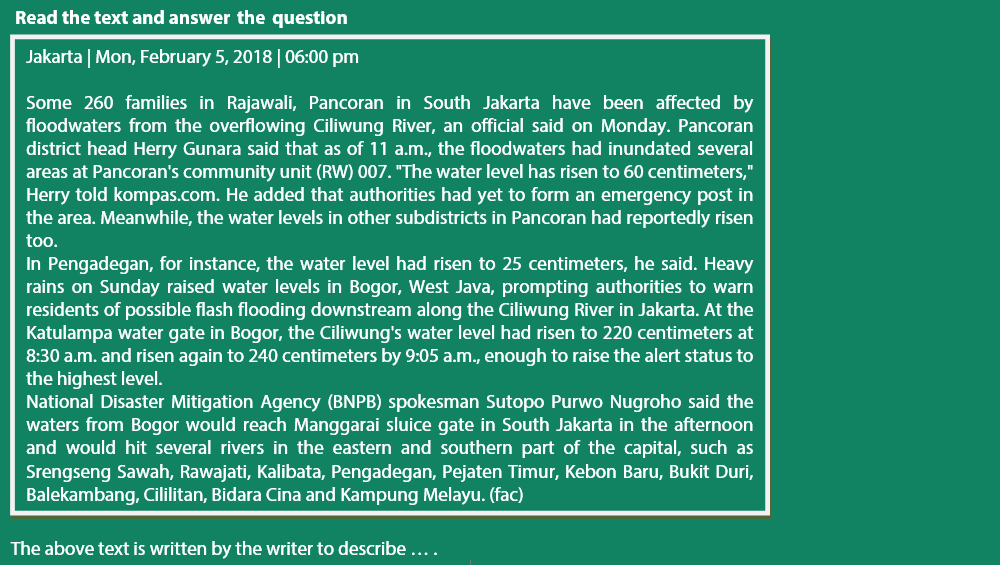 Read the text and answer the question
Jakarta | Mon, February 5, 2018 | 06:00 pm
Some 260 families in Rajawali, Pancoran in South Jakarta have been affected by
floodwaters from the overflowing Ciliwung River, an official said on Monday. Pancoran
district head Herry Gunara said that as of 11 a.m., the floodwaters had inundated several
areas at Pancoran's community unit (RW) 007. "The water level has risen to 60 centimeters,"
Herry told kompas.com. He added that authorities had yet to form an emergency post in
the area. Meanwhile, the water levels in other subdistricts in Pancoran had reportedly risen
too.
In Pengadegan, for instance, the water level had risen to 25 centimeters, he said. Heavy
rains on Sunday raised water levels in Bogor, West Java, prompting authorities to warn
residents of possible flash flooding downstream along the Ciliwung River in Jakarta. At the
Katulampa water gate in Bogor, the Ciliwung's water level had risen to 220 centimeters at
8:30 a.m. and risen again to 240 centimeters by 9:05 a.m., enough to raise the alert status to
the highest level.
National Disaster Mitigation Agency (BNPB) spokesman Sutopo Purwo Nugroho said the
waters from Bogor would reach Manggarai sluice gate in South Jakarta in the afternoon
and would hit several rivers in the eastern and southern part of the capital, such as
Srengseng Sawah, Rawajati, Kalibata, Pengadegan, Pejaten Timur, Kebon Baru, Bukit Duri,
Balekambang, Cililitan, Bidara Cina and Kampung Melayu. (fac)
The above text is written by the writer to describe ... .